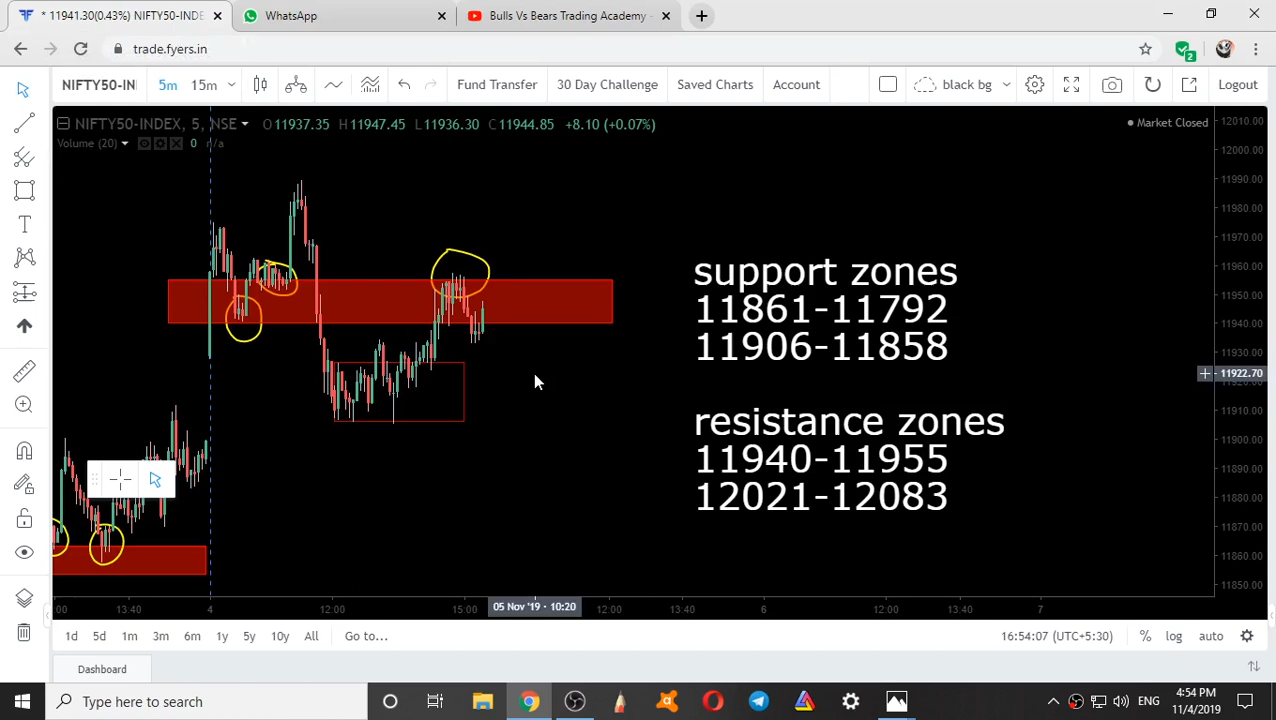 * 11941.30(0.43%) NIFTY50-IND
WhatsApp
Bulls Vs Bears Trading Academy -
trade.fyers.in
2
NIFTY50-IN
5m
15m
Fund Transfer
30 Day Challenge
Saved Charts
Account
black bg
Logout
NIFTY50-INDEX, 5, NSE
O11937.35 H11947.45 L11936.30 C11944.85 +8.10 (+0.07%)
Market Closed
Volume (20)
0 n/a
12010.00
12000.00
11990.00
11980.00
11970.00
11960.00
11950.00
11940.00
11930.00
11922.70
11910.00
11900.00
11890.00
11880.00
11870.00
11860.00
11850.00
support zones
11861-11792
11906-11858
resistance zones
11940-11955
12021-12083
00 13:40 4 12:00 15:00 05 Nov '19 - 10:20 12:00 13:40 6 12:00 13:40 7
1d 5d 1m 3m 6m 1y 5y 10y All Go to...
16:54:07 (UTC+5:30) % log auto
Dashboard
Type here to search
ENG
4:54 PM
11/4/2019